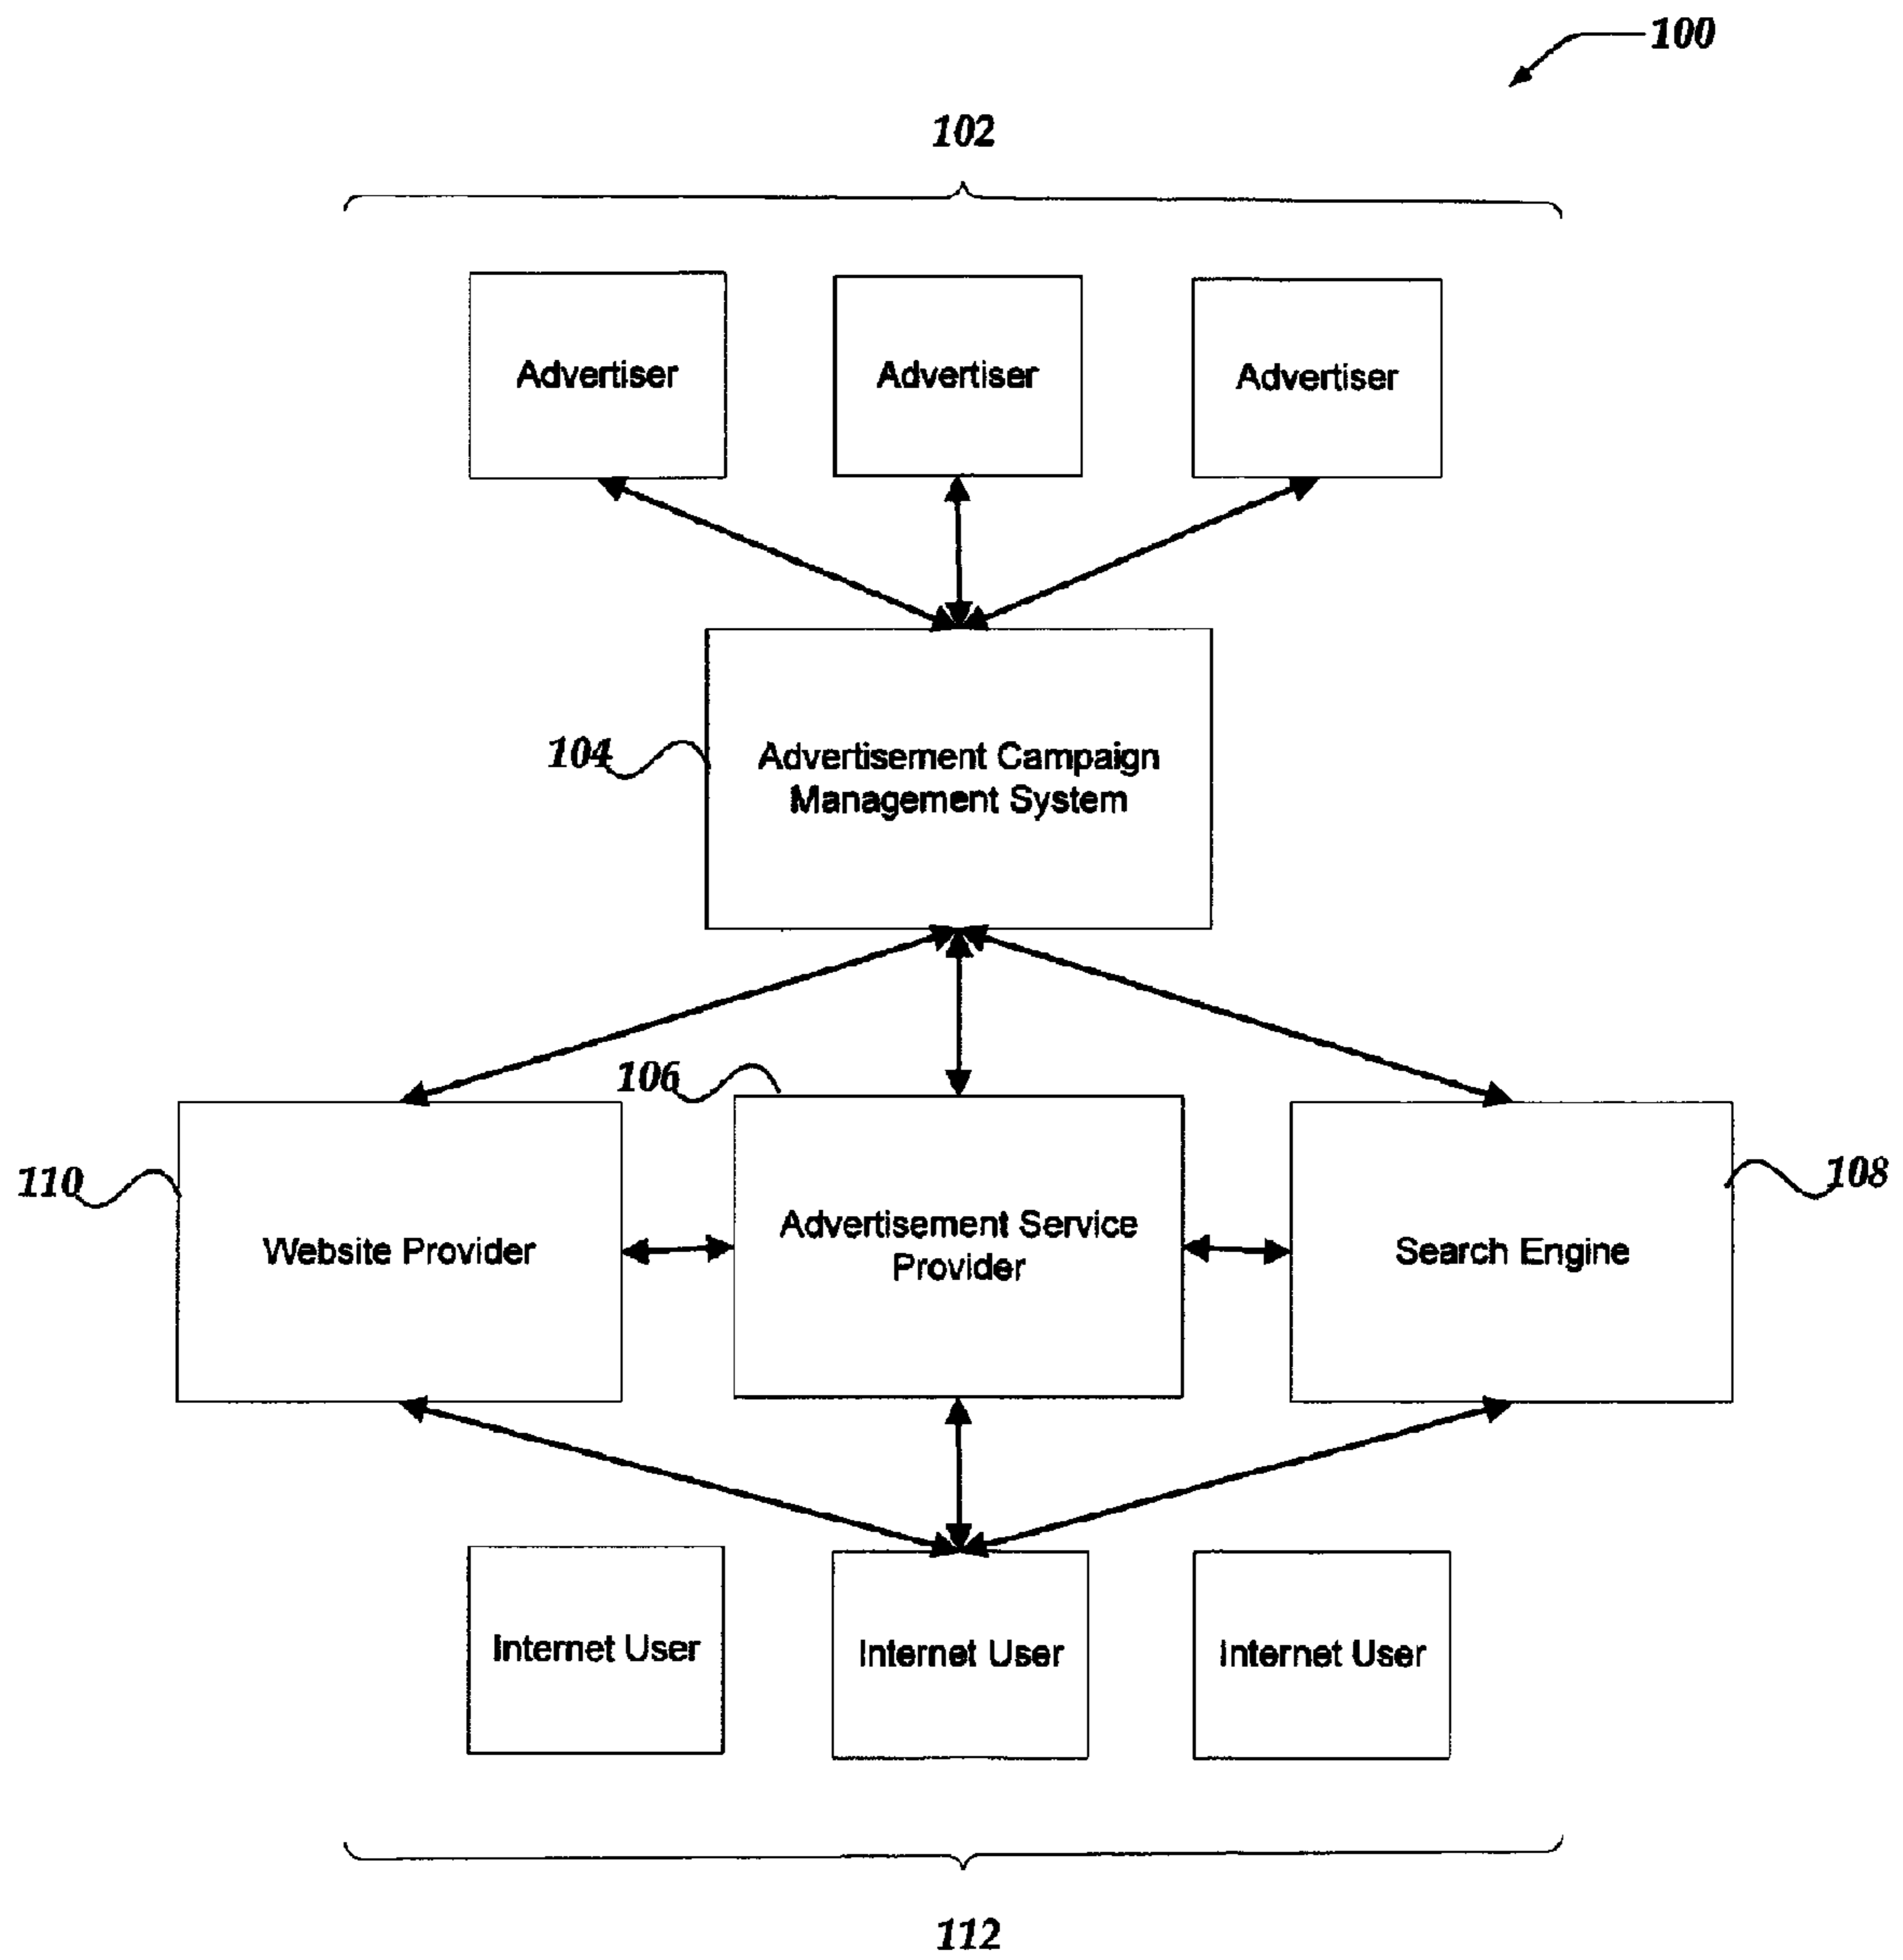 100
102
Advertiser
Advertiser
Advertiser
104
Advertisement Campaign
Management System
106
110
108
Website Provider
Advertisement Service
Provider
Search Engine
Internet User
Internet User
Internet User
112